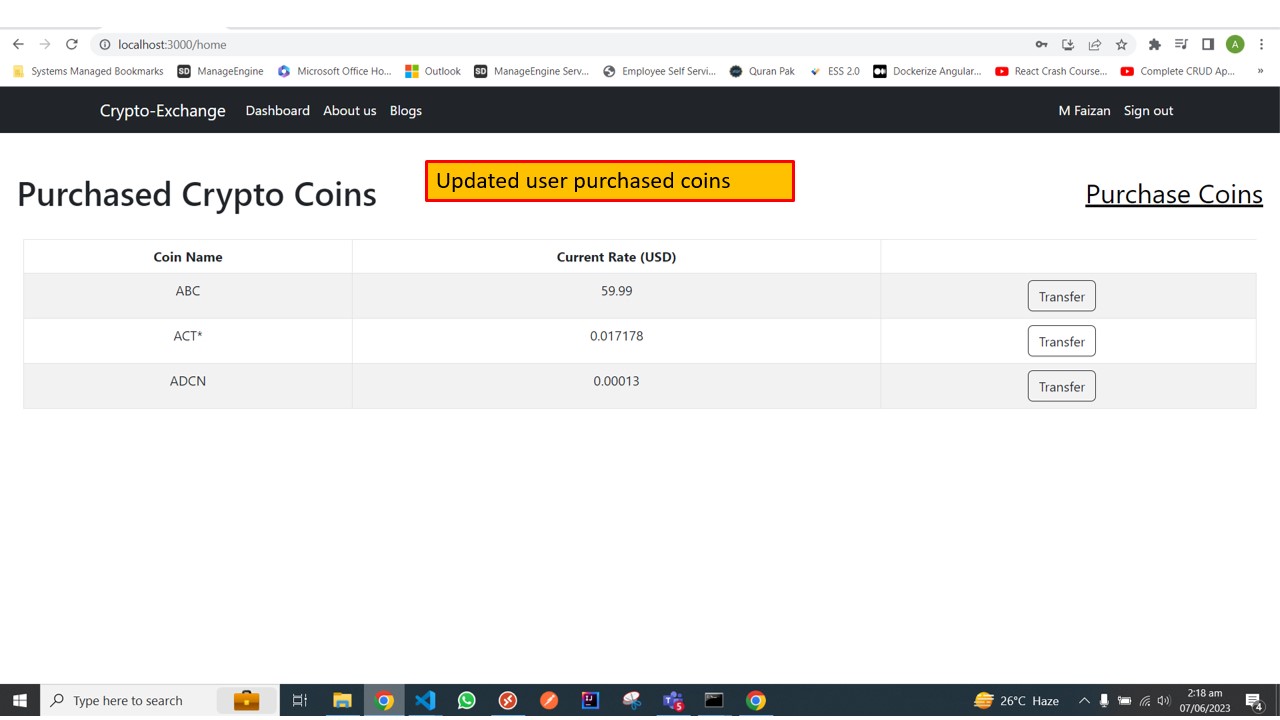 localhost:3000/home
A
Systems Managed Bookmarks SD ManageEngine Microsoft Office Ho... Outlook SD ManageEngine Serv... Employee Self Servi... Quran Pak ESS 2.0 Dockerize Angular... React Crash Course... Complete CRUD Ap... »
Crypto-Exchange Dashboard About us Blogs M Faizan Sign out
Updated user purchased coins
Purchased Crypto Coins Purchase Coins
Coin Name Current Rate (USD)
ABC 59.99 Transfer
ACT* 0.017178 Transfer
ADCN 0.00013 Transfer
Type here to search 26°C Haze 2:18 am
07/06/2023
5
4